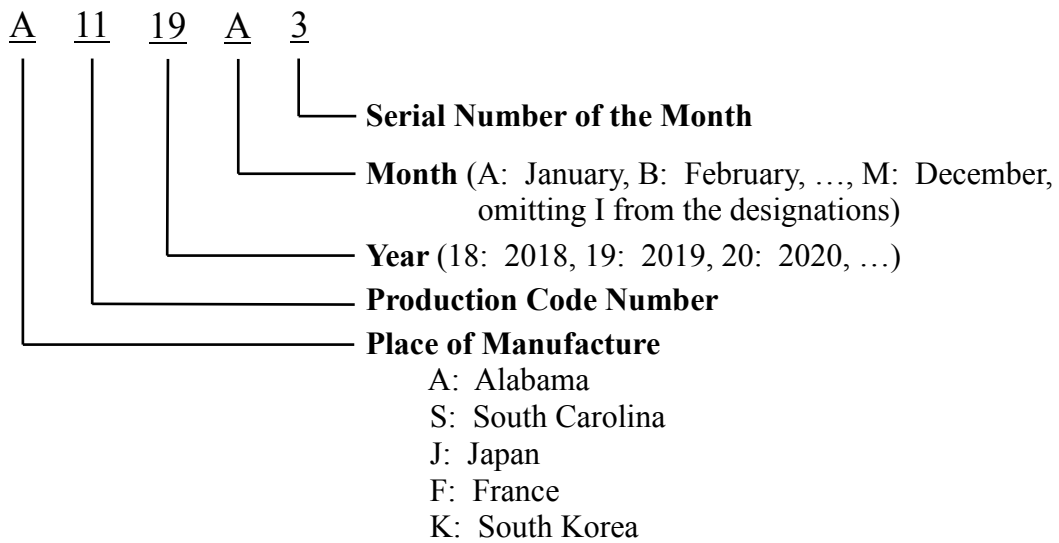 A 11 19 A 3
Serial Number of the Month
Month (A: January, B: February, …, M: December,
omitting I from the designations)
Year (18: 2018, 19: 2019, 20: 2020, …)
Production Code Number
Place of Manufacture
A: Alabama
S: South Carolina
J: Japan
F: France
K: South Korea